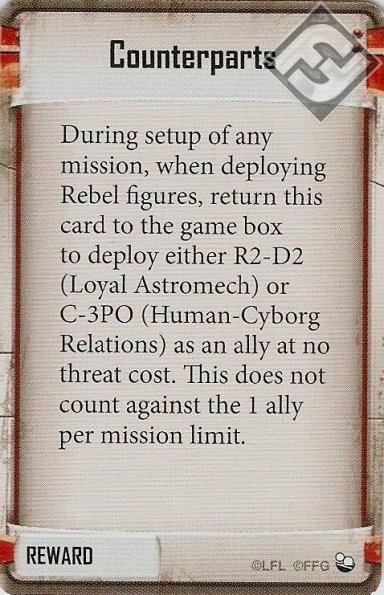 Counterparts
During setup of any
mission, when deploying
Rebel figures, return this
card to the game box
to deploy either R2-D2
(Loyal Astromech) or
C-3PO (Human-Cyborg
Relations) as an ally at no
threat cost. This does not
count against the 1 ally
per mission limit.
REWARD
©LFL ©FFG